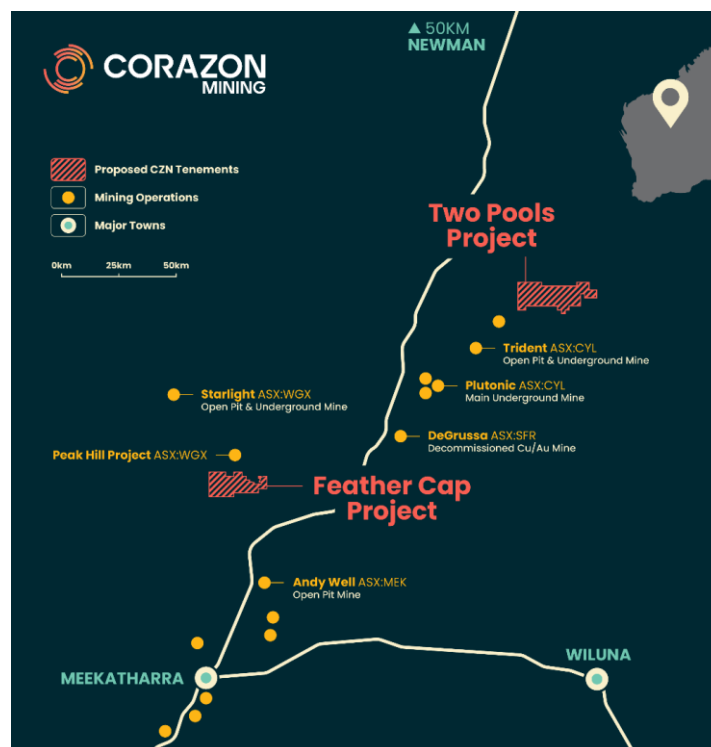 ▲ 50KM
NEWMAN
CORAZON
MINING
Proposed CZN Tenements
Mining Operations
Major Towns
0km 25km 50km
Two Pools
Project
Trident ASX:CYL
Open Pit & Underground Mine
Starlight ASX:WGX
Open Pit & Underground Mine
Plutonic ASX:CYL
Main Underground Mine
DeGrussa ASX:SFR
Decommissioned Cu/Au Mine
Peak Hill Project ASX:WGX
Feather Cap
Project
Andy Well ASX:MEK
Open Pit Mine
WILUNA
MEEKATHARRA